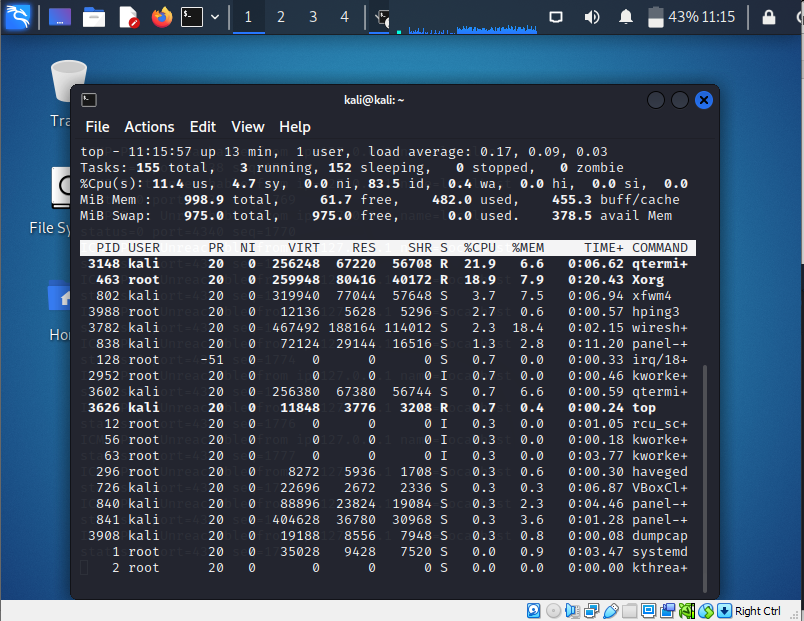 1 2 3 4 43% 11:15
Tra
File Sy
Ho
kali@kali: ~
File Actions Edit View Help
top - 11:15:57 up 13 min, 1 user, load average: 0.17, 0.09, 0.03
Tasks: 155 total, 3 running, 152 sleeping, 0 stopped, 0 zombie
%Cpu(s): 11.4 us, 4.7 sy, 0.0 ni, 83.5 id, 0.4 wa, 0.0 hi, 0.0 si, 0.0
MiB Mem : 998.9 total, 61.7 free, 482.0 used, 455.3 buff/cache
MiB Swap: 975.0 total, 975.0 free, 0.0 used. 378.5 avail Mem
PID USER PR NI VIRT RES SHR S %CPU %MEM TIME+ COMMAND
3148 kali 20 0 256248 67220 56708 R 21.9 6.6 0:06.62 qtermi+
463 root 20 0 259948 80416 40172 R 18.9 7.9 0:20.43 Xorg
802 kali 20 0 319940 77044 57648 S 3.7 7.5 0:06.94 xfwm4
3988 root 20 0 12136 5628 5296 S 2.7 0.6 0:00.57 hping3
3782 kali 20 0 467492 188164 114012 S 2.3 18.4 0:02.15 wiresh+
838 kali 20 0 72124 29144 16516 S 1.3 2.8 0:11.20 panel-+
128 root -51 0 0 0 0 S 0.7 0.0 0:00.33 irq/18+
2952 root 20 0 0 0 0 I 0.7 0.0 0:00.46 kworke+
3602 kali 20 0 256380 67380 56744 S 0.7 6.6 0:00.59 qtermi+
3626 kali 20 0 11848 3776 3208 R 0.7 0.4 0:00.24 top
12 root 20 0 0 0 0 I 0.3 0.0 0:01.05 rcu_sc+
56 root 20 0 0 0 0 I 0.3 0.0 0:00.18 kworke+
63 root 20 0 0 0 0 I 0.3 0.0 0:03.77 kworke+
296 root 20 0 8272 5936 1708 S 0.3 0.6 0:00.30 haveged
726 kali 20 0 22696 2672 2336 S 0.3 0.3 0:06.87 VBoxCl+
840 kali 20 0 88896 23824 19084 S 0.3 2.3 0:04.46 panel-+
841 kali 20 0 404628 36780 30968 S 0.3 3.6 0:01.28 panel-+
3908 kali 20 0 19188 8556 7948 S 0.3 0.8 0:00.08 dumpcap
1 root 20 0 35028 9428 7520 S 0.0 0.9 0:03.47 systemd
2 root 20 0 0 0 0 S 0.0 0.0 0:00.00 kthrea+
Right Ctrl